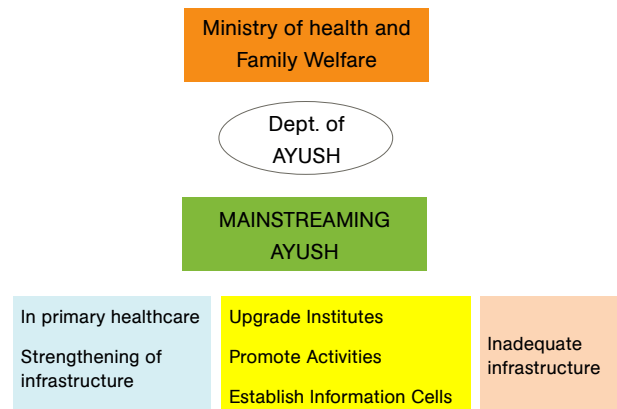 Ministry of health and
Family Welfare
Dept. of
AYUSH
MAINSTREAMING
AYUSH
In primary healthcare
Strengthening of
infrastructure
Upgrade Institutes
Promote Activities
Establish Information Cells
Inadequate
infrastructure